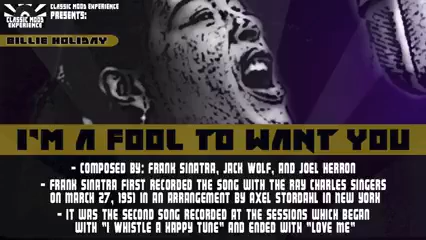 CLASSIC MODS EXPERIENCE
PRESENTS:
CLASSIC MODS
EXPERIENCE
BILLIE HOLIDAY
I'M A FOOL TO WANT YOU
- COMPOSED BY: FRANK SINATRA, JACK WOLF, AND JOEL HERRON
- FRANK SINATRA FIRST RECORDED THE SONG WITH THE RAY CHARLES SINGERS
ON MARCH 27, 1951 IN AN ARRANGEMENT BY AXEL STORDAHL IN NEW YORK
- IT WAS THE SECOND SONG RECORDED AT THE SESSIONS WHICH BEGAN
WITH "I WHISTLE A HAPPY TUNE" AND ENDED WITH "LOVE ME"